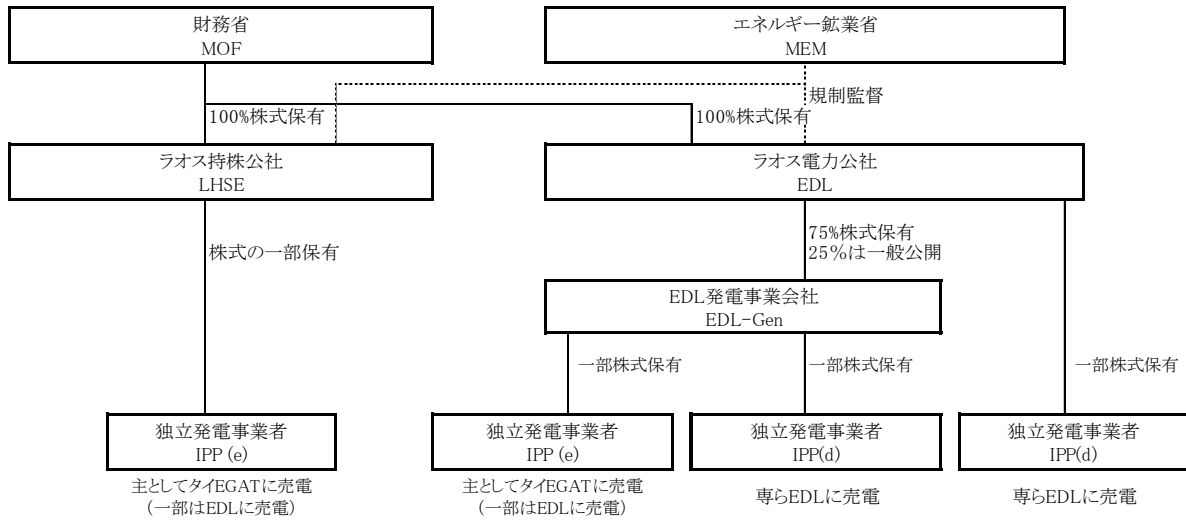 財務省
MOF
エネルギー鉱業省
MEM
規制監督
100%株式保有
100%株式保有
ラオス持株公社
LHSE
ラオス電力公社
EDL
株式の一部保有
75%株式保有
25%は一般公開
EDL発電事業会社
EDL-Gen
一部株式保有
一部株式保有
一部株式保有
独立発電事業者
IPP (e)
独立発電事業者
IPP (e)
独立発電事業者
IPP(d)
独立発電事業者
IPP(d)
主としてタイEGATに売電
(一部はEDLに売電)
主としてタイEGATに売電
(一部はEDLに売電)
専らEDLに売電
専らEDLに売電